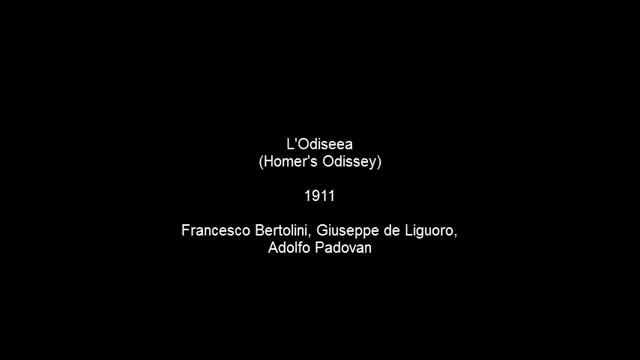 L'Odiseea
(Homer's Odissey)
1911
Francesco Bertolini, Giuseppe de Liguoro,
Adolfo Padovan